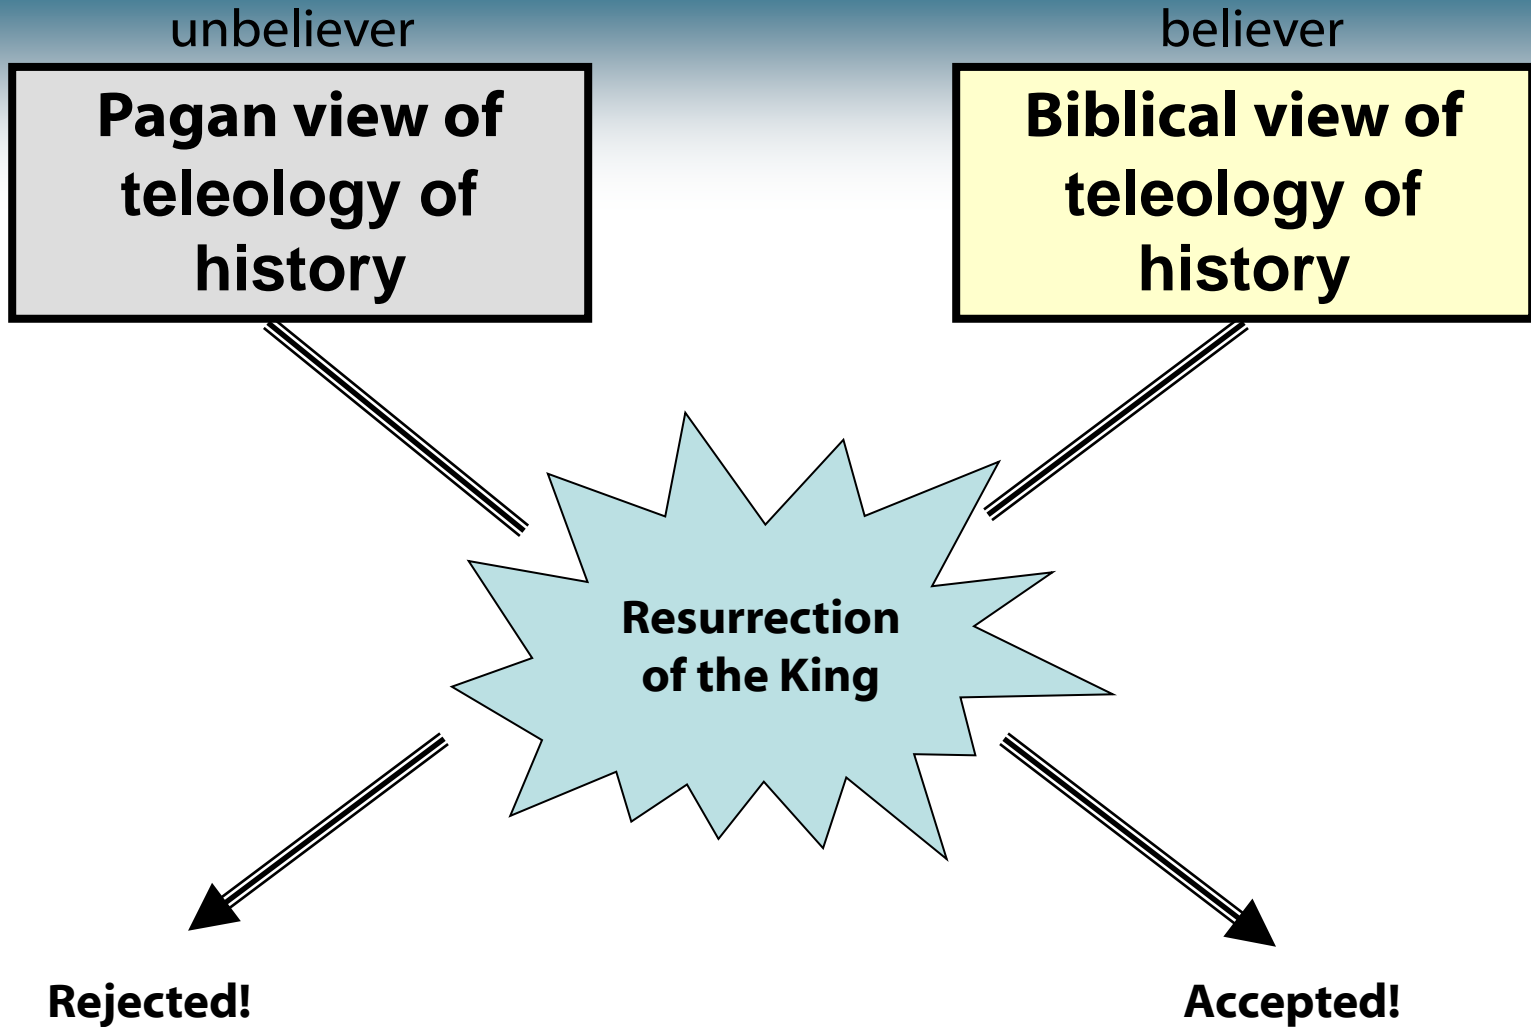 unbeliever
believer
Pagan view of
teleology of
history
Biblical view of
teleology of
history
Resurrection
of the King
Rejected!
Accepted!